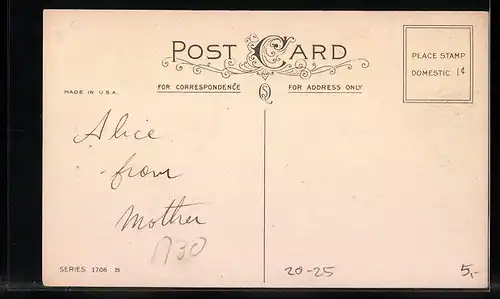 POST CARD
PLACE STAMP
DOMESTIC 1¢
MADE IN U.S.A.
FOR CORRESPONDENCE
FOR ADDRESS ONLY
Alice
from
Mother
1730
SERIES 1706 B
20-25
5,-